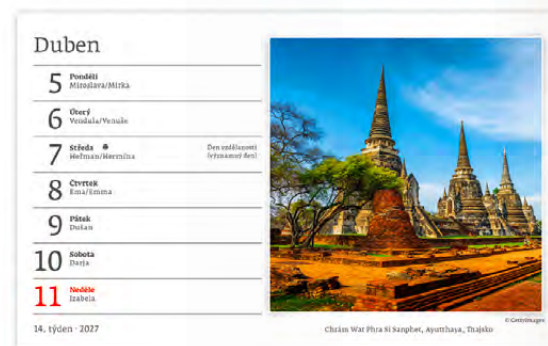 Duben
5 Pondělí
Miroslava/Mirka
6 Úterý
Vendula/Venuše
7 Středa
Heřman/Hermína
Den vzdělanosti
(významný den)
8 Čtvrtek
Ema/Emma
9 Pátek
Dušan
10 Sobota
Darja
11 Neděle
Izabela
14. týden · 2027
© GettyImages
Chrám Wat Phra Si Sanphet, Ayutthaya, Thajsko